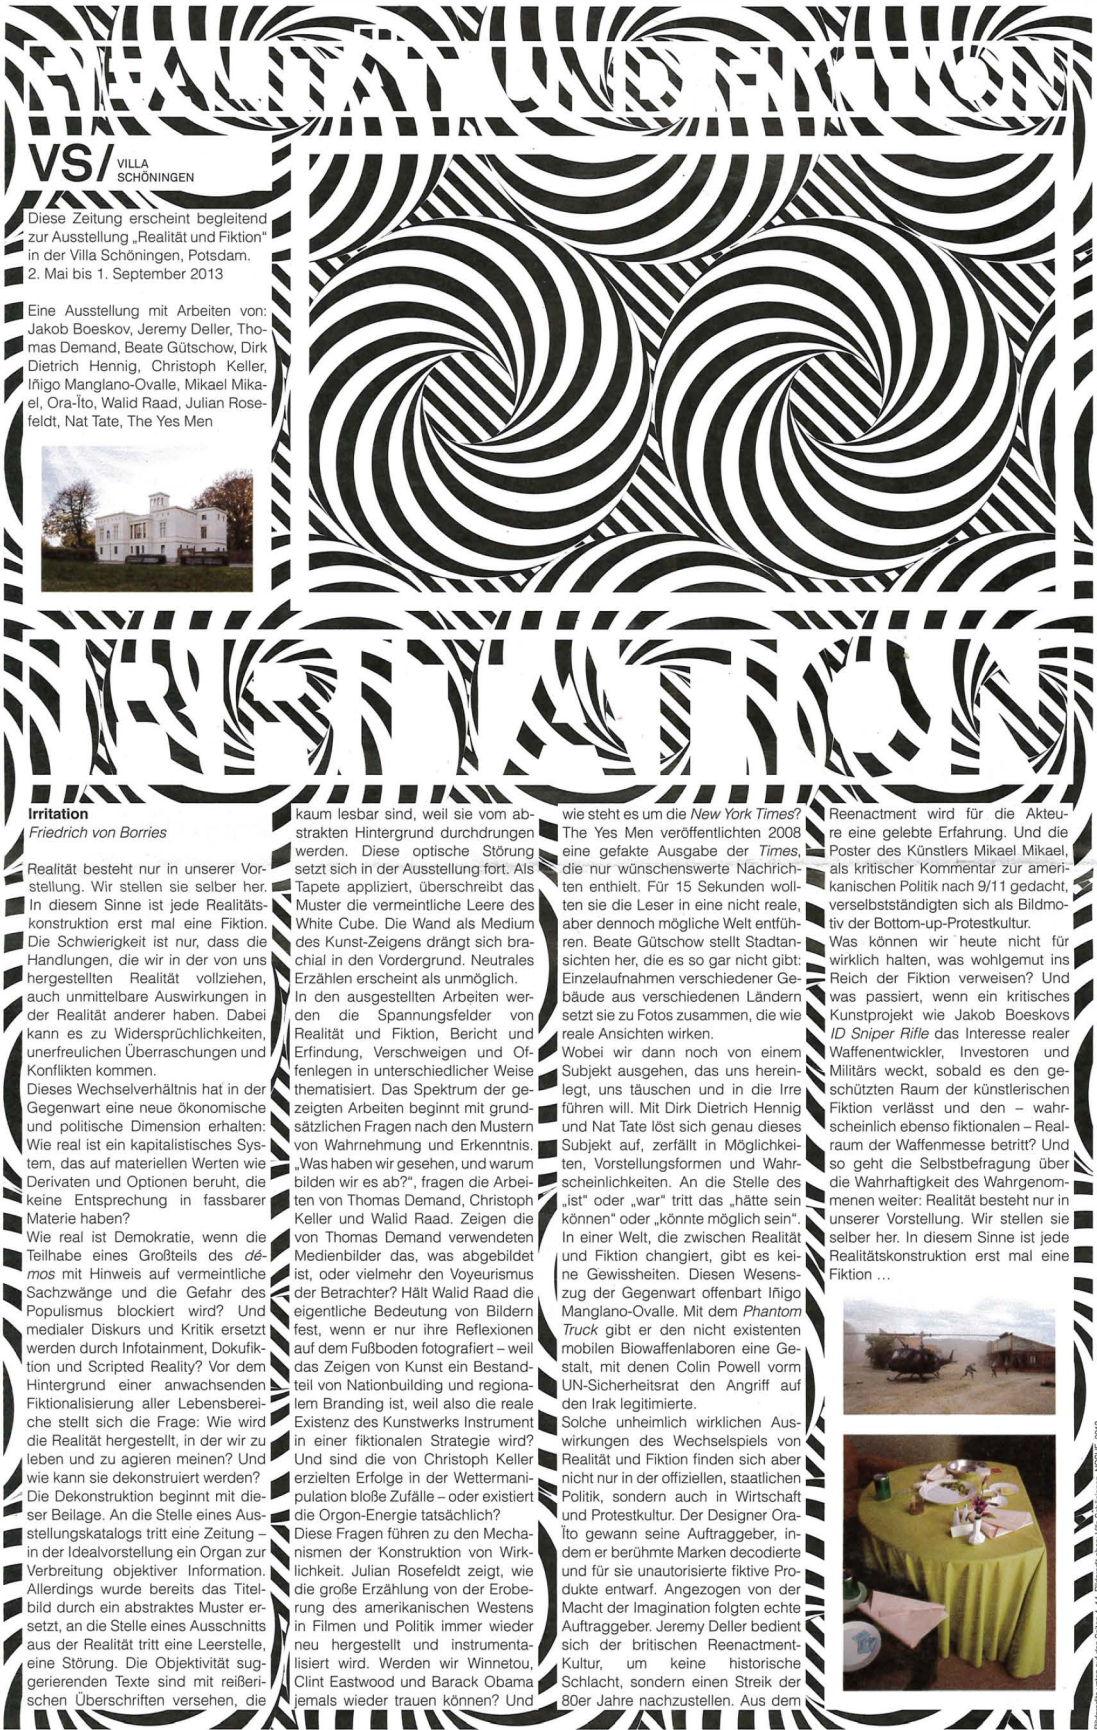 REALITÄT UND FIKTION
VS/ VILLA
SCHÖNINGEN
Diese Zeitung erscheint begleitend
zur Ausstellung „Realität und Fiktion“
in der Villa Schöningen, Potsdam.
2. Mai bis 1. September 2013
Eine Ausstellung mit Arbeiten von:
Jakob Boeskov, Jeremy Deller, Tho-
mas Demand, Beate Gütschow, Dirk
Dietrich Hennig, Christoph Keller,
Iñigo Manglano-Ovalle, Mikael Mika-
el, Ora-Ïto, Walid Raad, Julian Rose-
feldt, Nat Tate, The Yes Men
IRRITATION
Irritation
Friedrich von Borries
Realität besteht nur in unserer Vor-
stellung. Wir stellen sie selber her.
In diesem Sinne ist jede Realitäts-
konstruktion erst mal eine Fiktion.
Die Schwierigkeit ist nur, dass die
Handlungen, die wir in der von uns
hergestellten Realität vollziehen,
auch unmittelbare Auswirkungen in
der Realität anderer haben. Dabei
kann es zu Widersprüchlichkeiten,
unerfreulichen Überraschungen und
Konflikten kommen.
Dieses Wechselverhältnis hat in der
Gegenwart eine neue ökonomische
und politische Dimension erhalten:
Wie real ist ein kapitalistisches Sys-
tem, das auf materiellen Werten wie
Derivaten und Optionen beruht, die
keine Entsprechung in fassbarer
Materie haben?
Wie real ist Demokratie, wenn die
Teilhabe eines Großteils des dé-
mos mit Hinweis auf vermeintliche
Sachzwänge und die Gefahr des
Populismus blockiert wird? Und
medialer Diskurs und Kritik ersetzt
werden durch Infotainment, Dokufik-
tion und Scripted Reality? Vor dem
Hintergrund einer anwachsenden
Fiktionalisierung aller Lebensberei-
che stellt sich die Frage: Wie wird
die Realität hergestellt, in der wir zu
leben und zu agieren meinen? Und
wie kann sie dekonstruiert werden?
Die Dekonstruktion beginnt mit die-
ser Beilage. An die Stelle eines Aus-
stellungskatalogs tritt eine Zeitung –
in der Idealvorstellung ein Organ zur
Verbreitung objektiver Information.
Allerdings wurde bereits das Titel-
bild durch ein abstraktes Muster er-
setzt, an die Stelle eines Ausschnitts
aus der Realität tritt eine Leerstelle,
eine Störung. Die Objektivität sug-
gerierenden Texte sind mit reißeri-
schen Überschriften versehen, die
kaum lesbar sind, weil sie vom ab-
strakten Hintergrund durchdrungen
werden. Diese optische Störung
setzt sich in der Ausstellung fort. Als
Tapete appliziert, überschreibt das
Muster die vermeintliche Leere des
White Cube. Die Wand als Medium
des Kunst-Zeigens drängt sich bra-
chial in den Vordergrund. Neutrales
Erzählen erscheint als unmöglich.
In den ausgestellten Arbeiten wer-
den die Spannungsfelder von
Realität und Fiktion, Bericht und
Erfindung, Verschweigen und Of-
fenlegen in unterschiedlicher Weise
thematisiert. Das Spektrum der ge-
zeigten Arbeiten beginnt mit grund-
sätzlichen Fragen nach den Mustern
von Wahrnehmung und Erkenntnis.
„Was haben wir gesehen, und warum
bilden wir es ab?“, fragen die Arbei-
ten von Thomas Demand, Christoph
Keller und Walid Raad. Zeigen die
von Thomas Demand verwendeten
Medienbilder das, was abgebildet
ist, oder vielmehr den Voyeurismus
der Betrachter? Hält Walid Raad die
eigentliche Bedeutung von Bildern
fest, wenn er nur ihre Reflexionen
auf dem Fußboden fotografiert – weil
das Zeigen von Kunst ein Bestand-
teil von Nationbuilding und regiona-
lem Branding ist, weil also die reale
Existenz des Kunstwerks Instrument
in einer fiktionalen Strategie wird?
Und sind die von Christoph Keller
erzielten Erfolge in der Wettermani-
pulation bloße Zufälle – oder existiert
die Orgon-Energie tatsächlich?
Diese Fragen führen zu den Mecha-
nismen der Konstruktion von Wirk-
lichkeit. Julian Rosefeldt zeigt, wie
die große Erzählung von der Erobe-
rung des amerikanischen Westens
in Filmen und Politik immer wieder
neu hergestellt und instrumenta-
lisiert wird. Werden wir Winnetou,
Clint Eastwood und Barack Obama
jemals wieder trauen können? Und
wie steht es um die New York Times?
The Yes Men veröffentlichten 2008
eine gefakte Ausgabe der Times,
die nur wünschenswerte Nachrich-
ten enthielt. Für 15 Sekunden woll-
ten sie die Leser in eine nicht reale,
aber dennoch mögliche Welt entfüh-
ren. Beate Gütschow stellt Stadtan-
sichten her, die es so gar nicht gibt:
Einzelaufnahmen verschiedener Ge-
bäude aus verschiedenen Ländern
setzt sie zu Fotos zusammen, die wie
reale Ansichten wirken.
Wobei wir dann noch von einem
Subjekt ausgehen, das uns herein-
legt, uns täuschen und in die Irre
führen will. Mit Dirk Dietrich Hennig
und Nat Tate löst sich genau dieses
Subjekt auf, zerfällt in Möglichkei-
ten, Vorstellungsformen und Wahr-
scheinlichkeiten. An die Stelle des
„ist“ oder „war“ tritt das „hätte sein
können“ oder „könnte möglich sein“.
In einer Welt, die zwischen Realität
und Fiktion changiert, gibt es kei-
ne Gewissheiten. Diesen Wesens-
zug der Gegenwart offenbart Iñigo
Manglano-Ovalle. Mit dem Phantom
Truck gibt er den nicht existenten
mobilen Biowaffenlaboren eine Ge-
stalt, mit denen Colin Powell vorm
UN-Sicherheitsrat den Angriff auf
den Irak legitimierte.
Solche unheimlich wirklichen Aus-
wirkungen des Wechselspiels von
Realität und Fiktion finden sich aber
nicht nur in der offiziellen, staatlichen
Politik, sondern auch in Wirtschaft
und Protestkultur. Der Designer Ora-
Ïto gewann seine Auftraggeber, in-
dem er berühmte Marken decodierte
und für sie unautorisierte fiktive Pro-
dukte entwarf. Angezogen von der
Macht der Imagination folgten echte
Auftraggeber. Jeremy Deller bedient
sich der britischen Reenactment-
Kultur, um keine historische
Schlacht, sondern einen Streik der
80er Jahre nachzustellen. Aus dem
Reenactment wird für die Akteu-
re eine gelebte Erfahrung. Und die
Poster des Künstlers Mikael Mikael,
als kritischer Kommentar zur ameri-
kanischen Politik nach 9/11 gedacht,
verselbstständigten sich als Bildmo-
tiv der Bottom-up-Protestkultur.
Was können wir heute nicht für
wirklich halten, was wohlgemut ins
Reich der Fiktion verweisen? Und
was passiert, wenn ein kritisches
Kunstprojekt wie Jakob Boeskovs
ID Sniper Rifle das Interesse realer
Waffenentwickler, Investoren und
Militärs weckt, sobald es den ge-
schützten Raum der künstlerischen
Fiktion verlässt und den – wahr-
scheinlich ebenso fiktionalen – Real-
raum der Waffenmesse betritt? Und
so geht die Selbstbefragung über
die Wahrhaftigkeit des Wahrgenom-
menen weiter: Realität besteht nur in
unserer Vorstellung. Wir stellen sie
selber her. In diesem Sinne ist jede
Realitätskonstruktion erst mal eine
Fiktion …